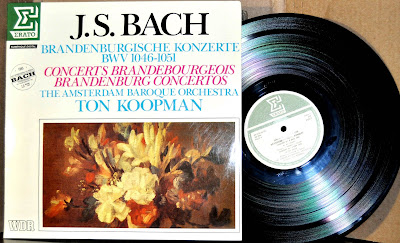 ERATO
J.S. BACH
BRANDENBURGISCHE KONZERTE
BWV 1046-1051
CONCERTS BRANDEBOURGEOIS
BRANDENBURG CONCERTOS
THE AMSTERDAM BAROQUE ORCHESTRA
TON KOOPMAN
BACH
WDR